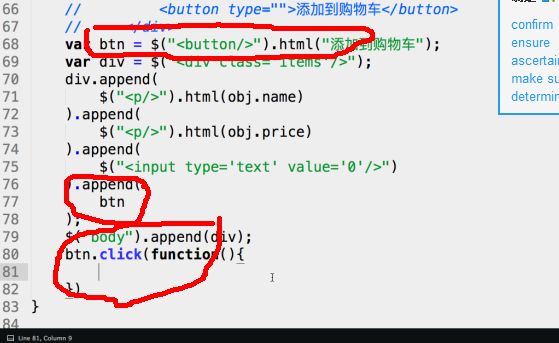 66 //         <button type="">添加到购物车</button>
67 //     </div>
68 var btn = $("<button/>").html("添加到购物车");
69 var div = $("<div class='items'/>");
70 div.append(
71     $("<p/>").html(obj.name)
72 ).append(
73     $("<p/>").html(obj.price)
74 ).append(
75     $("<input type='text' value='0'/>")
76 ).append(
77     btn
78 );
79 $("body").append(div);
80 btn.click(function(){
81
82 })
83 }
84
Line 81, Column 9
confirm
ensure
ascertai
make su
determin